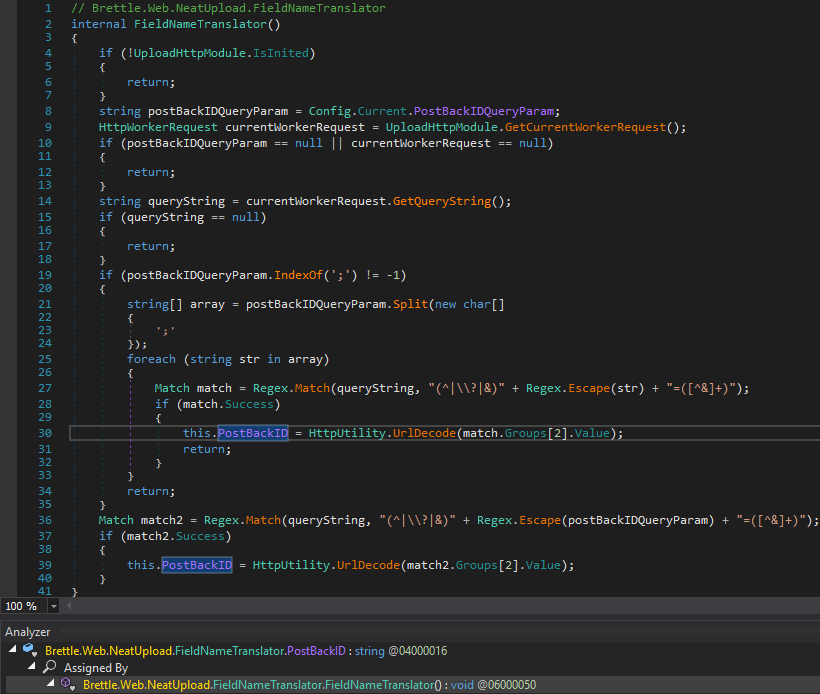 1 // Brettle.Web.NeatUpload.FieldNameTranslator
2 internal FieldNameTranslator()
3 {
4 if (!UploadHttpModule.IsInited)
5 {
6 return;
7 }
8 string postBackIDQueryParam = Config.Current.PostBackIDQueryParam;
9 HttpWorkerRequest currentWorkerRequest = UploadHttpModule.GetCurrentWorkerRequest();
10 if (postBackIDQueryParam == null || currentWorkerRequest == null)
11 {
12 return;
13 }
14 string queryString = currentWorkerRequest.GetQueryString();
15 if (queryString == null)
16 {
17 return;
18 }
19 if (postBackIDQueryParam.IndexOf(';') != -1)
20 {
21 string[] array = postBackIDQueryParam.Split(new char[]
22 {
23 ';'
24 });
25 foreach (string str in array)
26 {
27 Match match = Regex.Match(queryString, "(^|\\?|&)" + Regex.Escape(str) + "=([^&]+)");
28 if (match.Success)
29 {
30 this.PostBackID = HttpUtility.UrlDecode(match.Groups[2].Value);
31 return;
32 }
33 }
34 return;
35 }
36 Match match2 = Regex.Match(queryString, "(^|\\?|&)" + Regex.Escape(postBackIDQueryParam) + "=([^&]+)");
37 if (match2.Success)
38 {
39 this.PostBackID = HttpUtility.UrlDecode(match2.Groups[2].Value);
40 }
41 }
100 %
Analyzer
Brettle.Web.NeatUpload.FieldNameTranslator.PostBackID : string @04000016
Assigned By
Brettle.Web.NeatUpload.FieldNameTranslator.FieldNameTranslator() : void @06000050